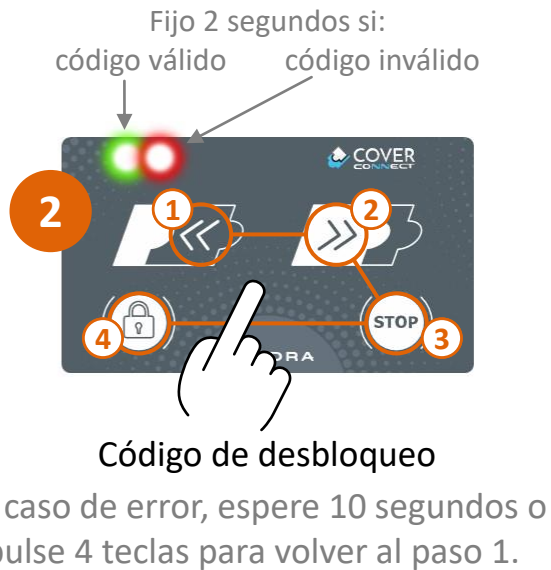 Fijo 2 segundos si:
código válido código inválido
COVER
CONNECT
2
1
2
4
STOP
3
Código de desbloqueo
caso de error, espere 10 segundos o
4 teclas para volver al paso 1.